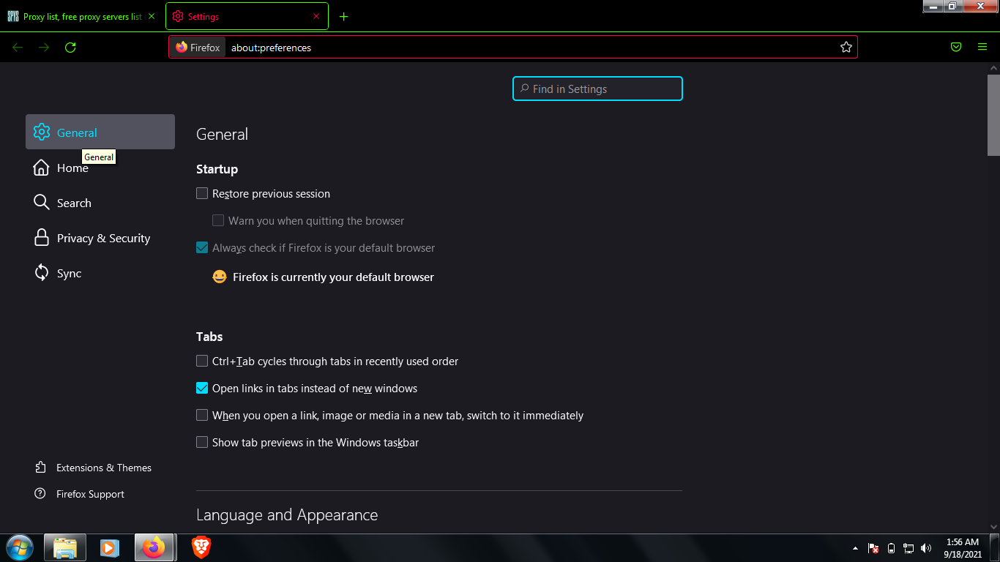 SPYS
Proxy list, free proxy servers list
Settings
Firefox
about:preferences
Find in Settings
General
General
Home
Search
Privacy & Security
Sync
Extensions & Themes
Firefox Support
General
Startup
Restore previous session
Warn you when quitting the browser
Always check if Firefox is your default browser
Firefox is currently your default browser
Tabs
Ctrl+Tab cycles through tabs in recently used order
Open links in tabs instead of new windows
When you open a link, image or media in a new tab, switch to it immediately
Show tab previews in the Windows taskbar
Language and Appearance
1:56 AM
9/18/2021